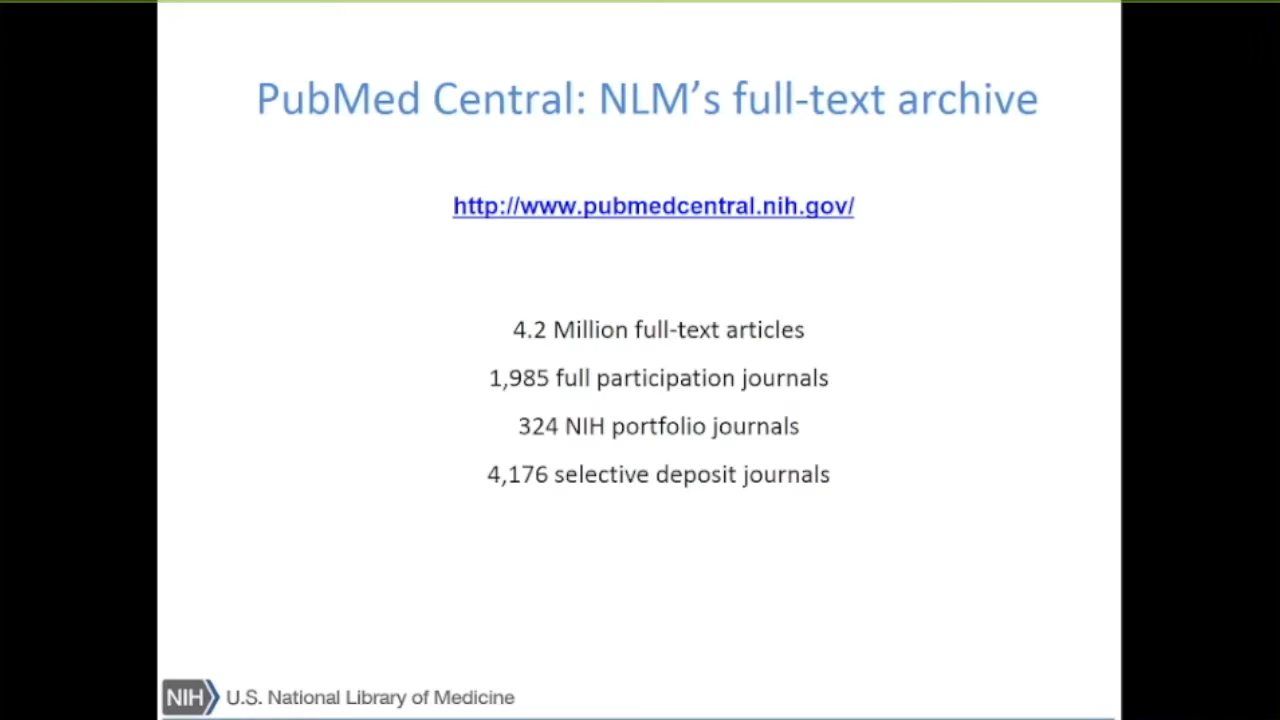 PubMed Central: NLM’s full-text archive
http://www.pubmedcentral.nih.gov/
4.2 Million full-text articles
1,985 full participation journals
324 NIH portfolio journals
4,176 selective deposit journals
NIH U.S. National Library of Medicine